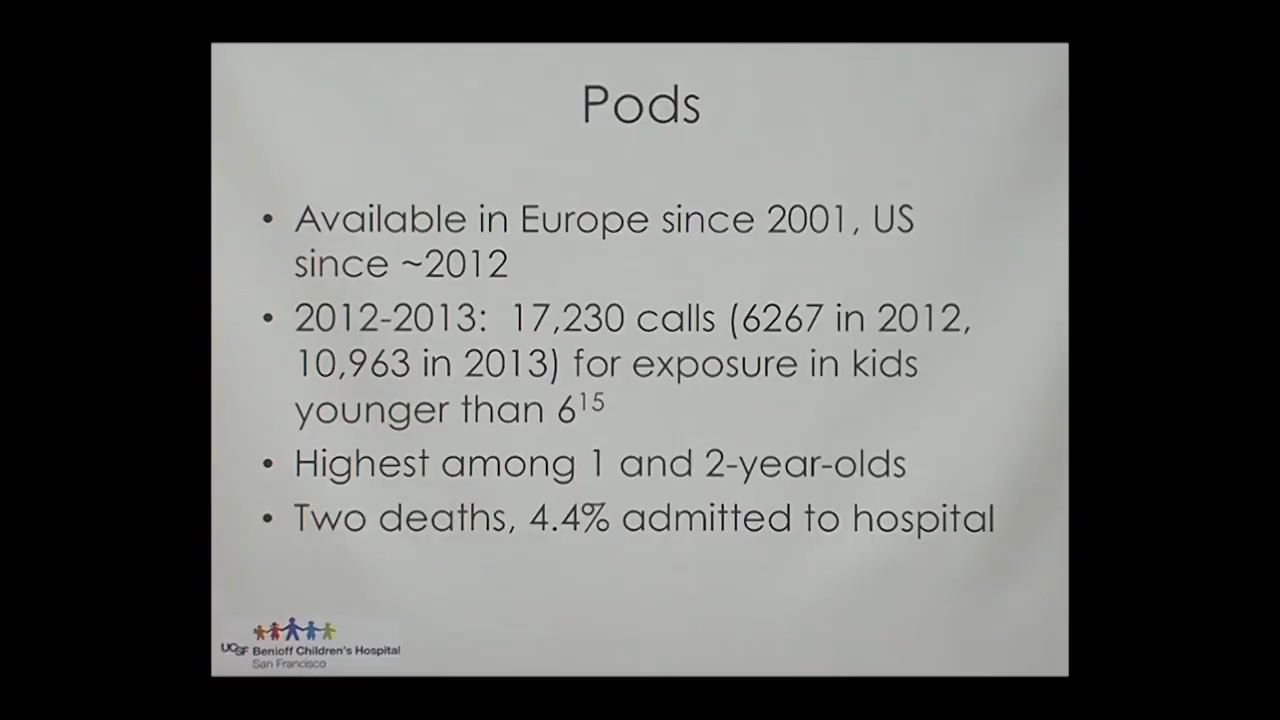 Pods
• Available in Europe since 2001, US
since ~2012
• 2012-2013:  17,230 calls (6267 in 2012,
10,963 in 2013) for exposure in kids
younger than 6¹⁵
• Highest among 1 and 2-year-olds
• Two deaths, 4.4% admitted to hospital
UCSF Benioff Children's Hospital
San Francisco